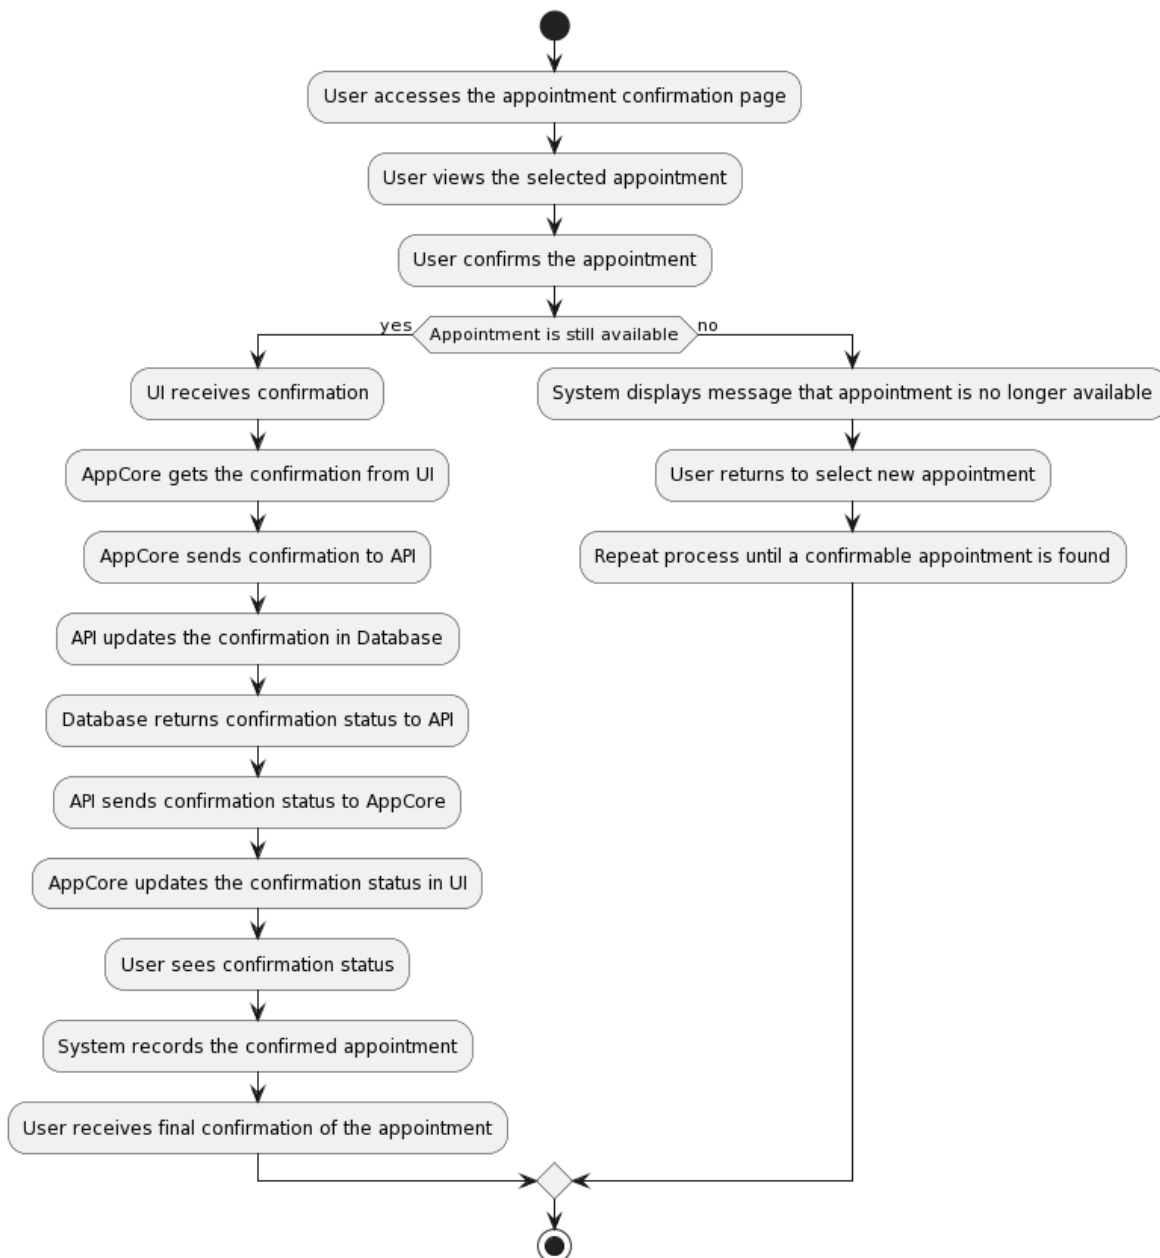 User accesses the appointment confirmation page
User views the selected appointment
User confirms the appointment
yes
Appointment is still available
no
UI receives confirmation
AppCore gets the confirmation from UI
AppCore sends confirmation to API
API updates the confirmation in Database
Database returns confirmation status to API
API sends confirmation status to AppCore
AppCore updates the confirmation status in UI
User sees confirmation status
System records the confirmed appointment
User receives final confirmation of the appointment
System displays message that appointment is no longer available
User returns to select new appointment
Repeat process until a confirmable appointment is found